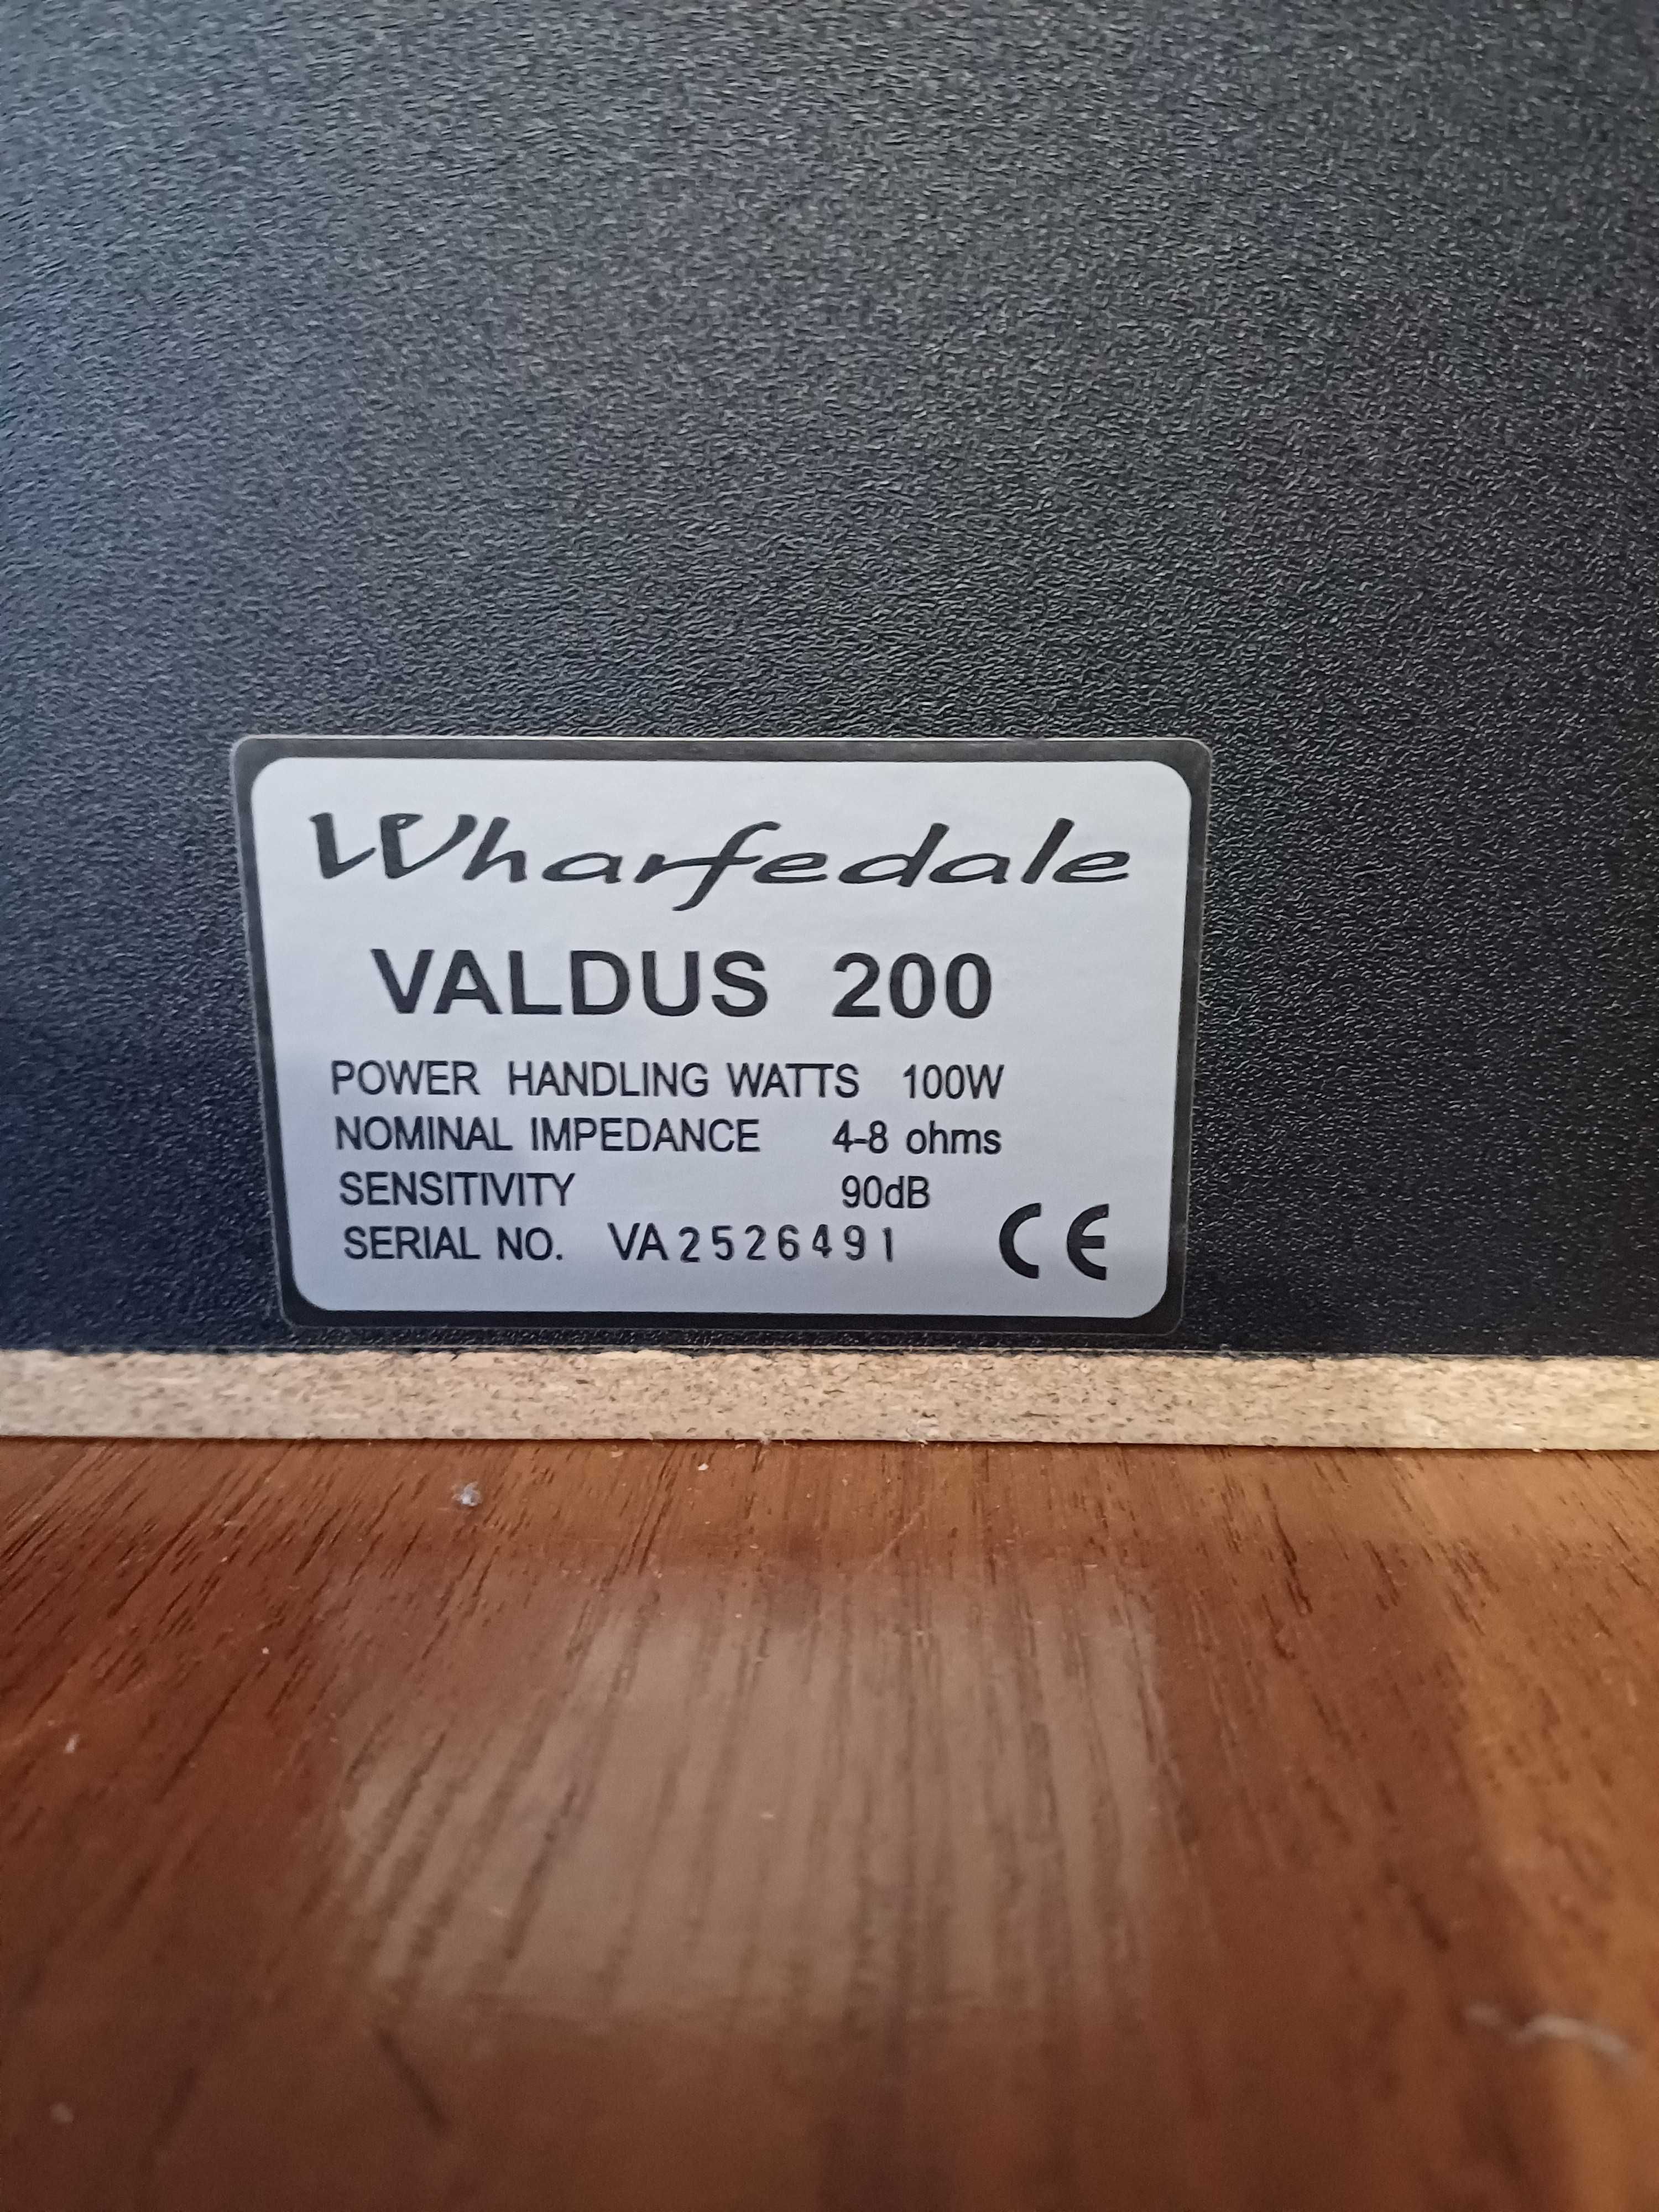 Wharfedale
VALDUS 200
POWER HANDLING WATTS 100W
NOMINAL IMPEDANCE 4-8 ohms
SENSITIVITY 90dB
SERIAL NO. VA2526491 CE